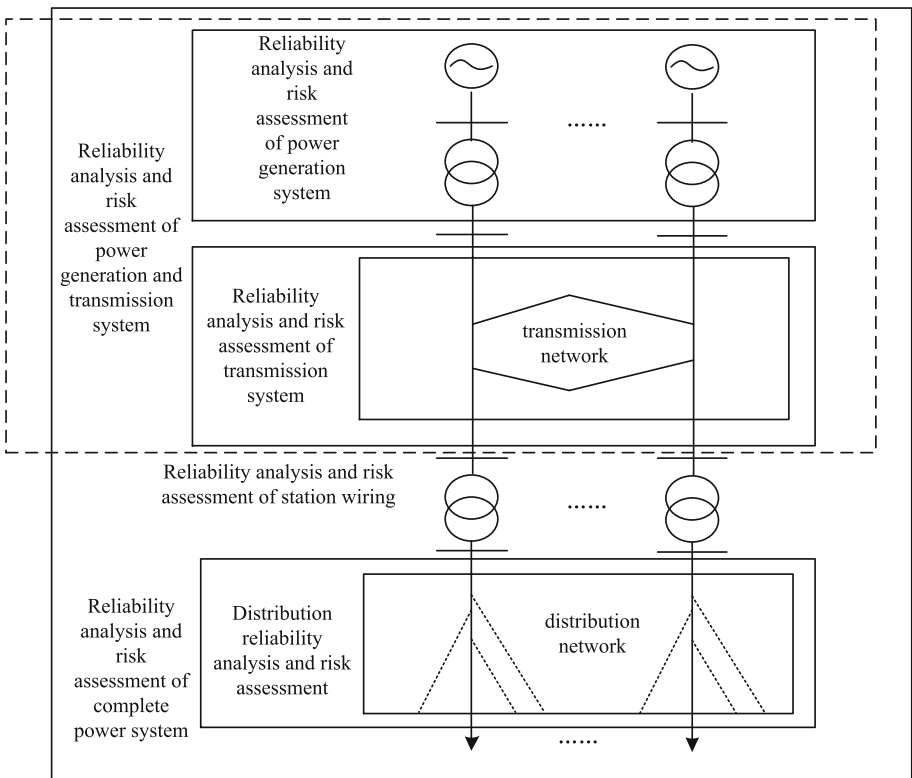 Reliability
analysis and
risk
assessment
of power
generation
system
......
Reliability
analysis and
risk
assessment of
power
generation and
transmission
system
Reliability
analysis and risk
assessment of
transmission
system
transmission
network
Reliability analysis and risk
assessment of station wiring
......
Reliability
analysis and
risk
assessment of
complete
power system
Distribution
reliability
analysis and risk
assessment
distribution
network
......